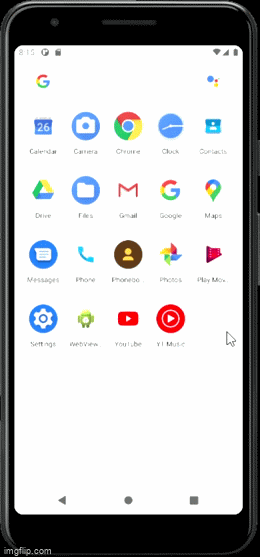 8:15
26
Calendar
Camera
Chrome
Clock
Contacts
Drive
Files
Gmail
Google
Maps
Messages
Phone
Phonebo...
Photos
Play Mov...
Settings
WebView...
YouTube
YT Music
imgflip.com